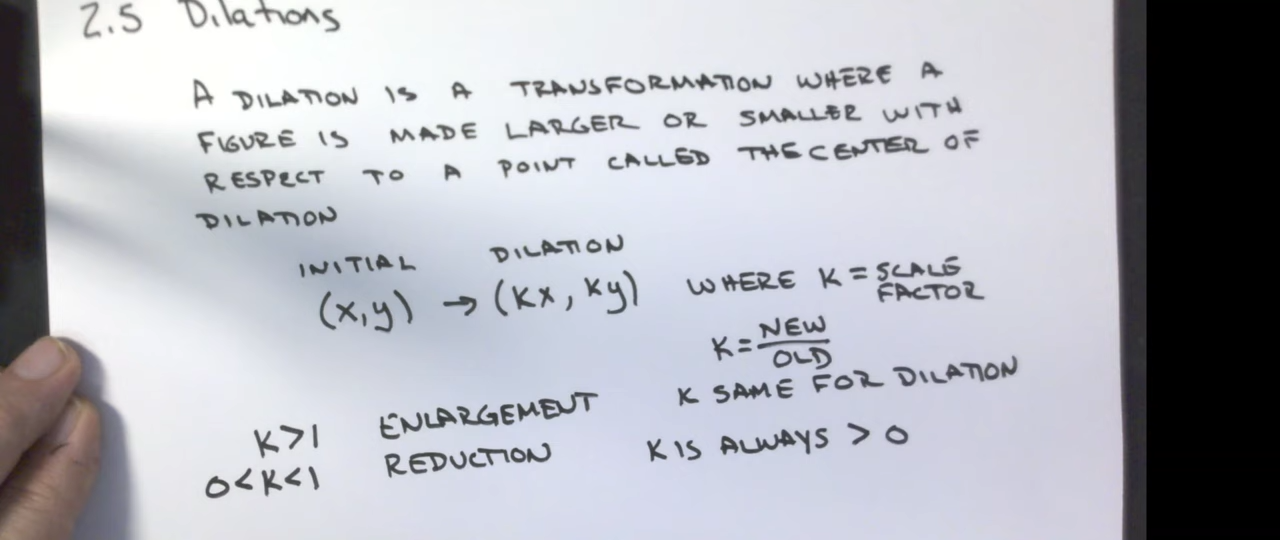 2.5 Dilations
A DILATION IS A TRANSFORMATION WHERE A
FIGURE IS MADE LARGER OR SMALLER WITH
RESPECT TO A POINT CALLED THE CENTER OF
DILATION
INITIAL DILATION
(x,y) → (Kx, Ky) WHERE K = SCALE FACTOR
K = NEW/OLD
K > 1 ENLARGEMENT K SAME FOR DILATION
0 < K < 1 REDUCTION K IS ALWAYS > 0